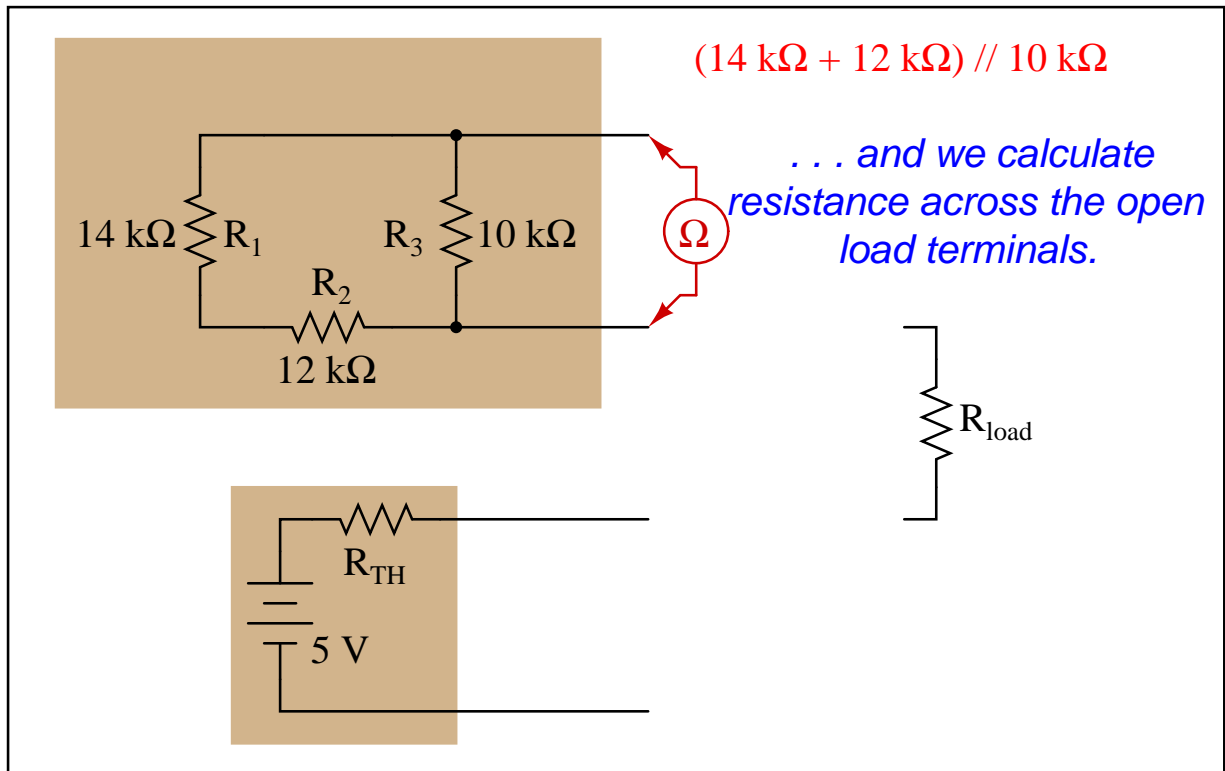 (14 kΩ + 12 kΩ) // 10 kΩ
. . . and we calculate
resistance across the open
load terminals.
14 kΩ
R1
R3
10 kΩ
Ω
R2
12 kΩ
Rload
RTH
5 V